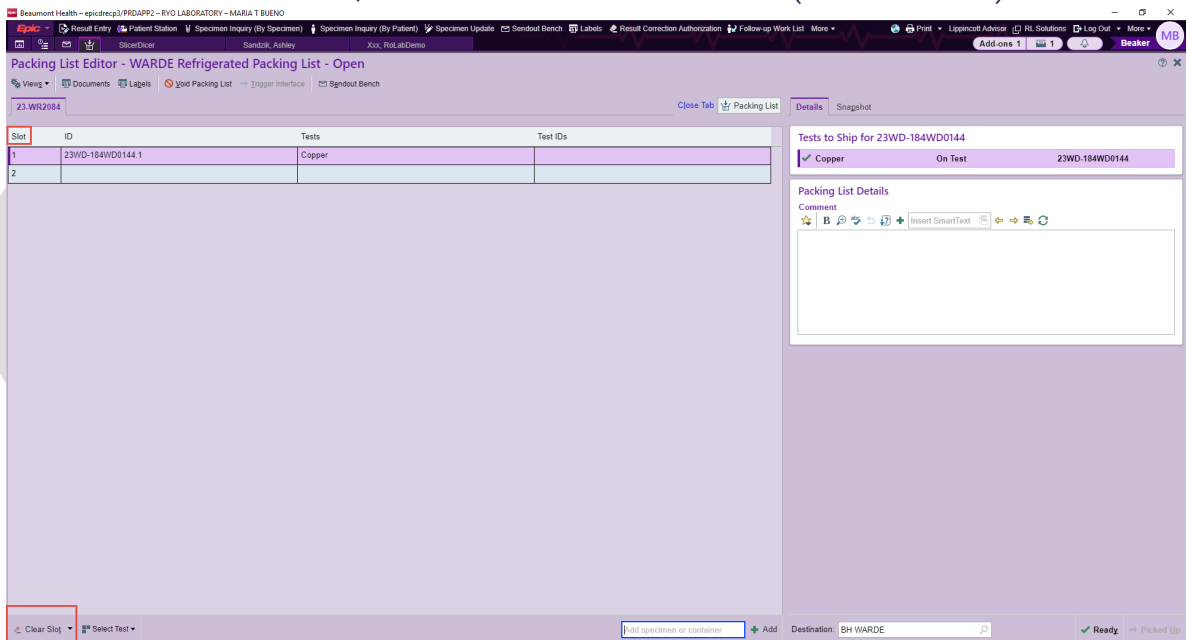 Beaumont Health – epicdrecp3/PRDAPP2 – RYO LABORATORY – MARIA T BUENO
Epic Result Entry Patient Station Specimen Inquiry (By Specimen) Specimen Inquiry (By Patient) Specimen Update Sendout Bench Labels Result Correction Authorization Follow-up Work List More Print Lippincott Advisor RL Solutions Log Out More
SlicerDicer Sandzik, Ashley Xxx, RoLabDemo Add-ons 1 1 Beaker MB
Packing List Editor - WARDE Refrigerated Packing List - Open
Views Documents Labels Void Packing List Trigger Interface Sendout Bench
23-WR2084 Close Tab Packing List Details Snapshot
Slot ID Tests Test IDs
1 23WD-184WD0144.1 Copper
2
Tests to Ship for 23WD-184WD0144
Copper On Test 23WD-184WD0144
Packing List Details
Comment
B abc Insert SmartText
Clear Slot Select Test Add specimen or container Add Destination: BH WARDE Ready Picked Up